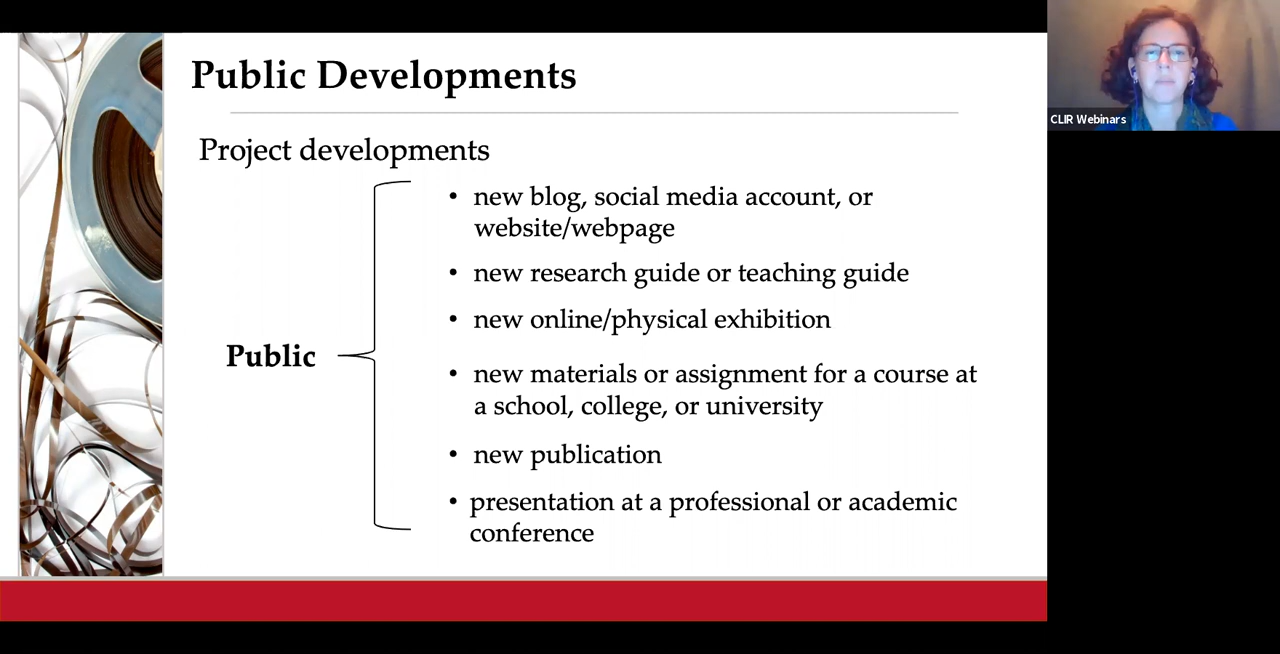 Public Developments
CLIR Webinars
Project developments
• new blog, social media account, or
website/webpage
• new research guide or teaching guide
• new online/physical exhibition
Public
• new materials or assignment for a course at
a school, college, or university
• new publication
• presentation at a professional or academic
conference